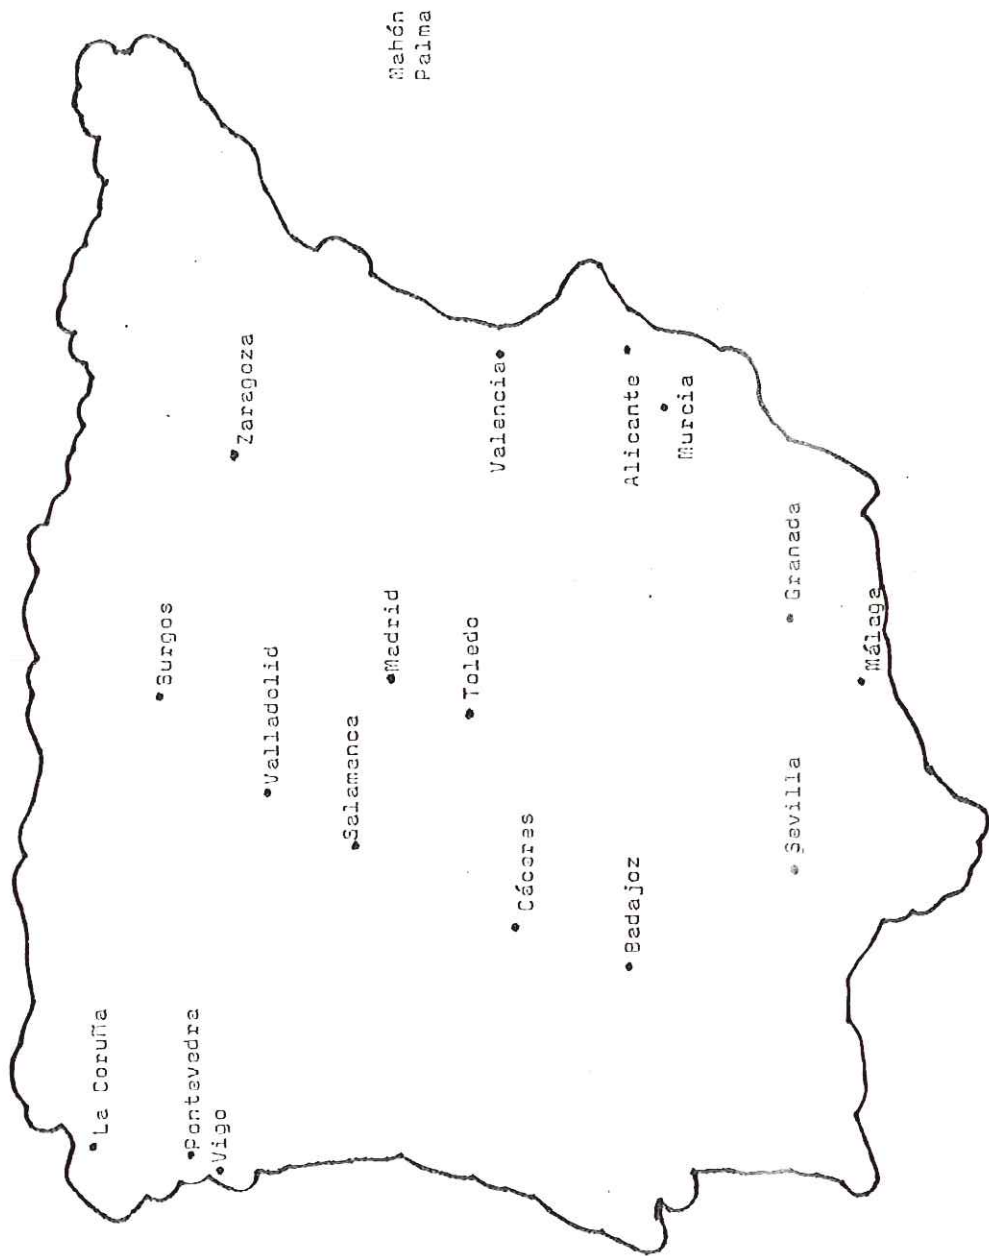 La Coruña
Pontevedra
Vigo
Burgos
Valladolid
Zaragoza
Salamanca
Madrid
Mahón
Palma
Toledo
Valencia
Cáceres
Badajoz
Alicante
Murcia
Sevilla
Granada
Málaga